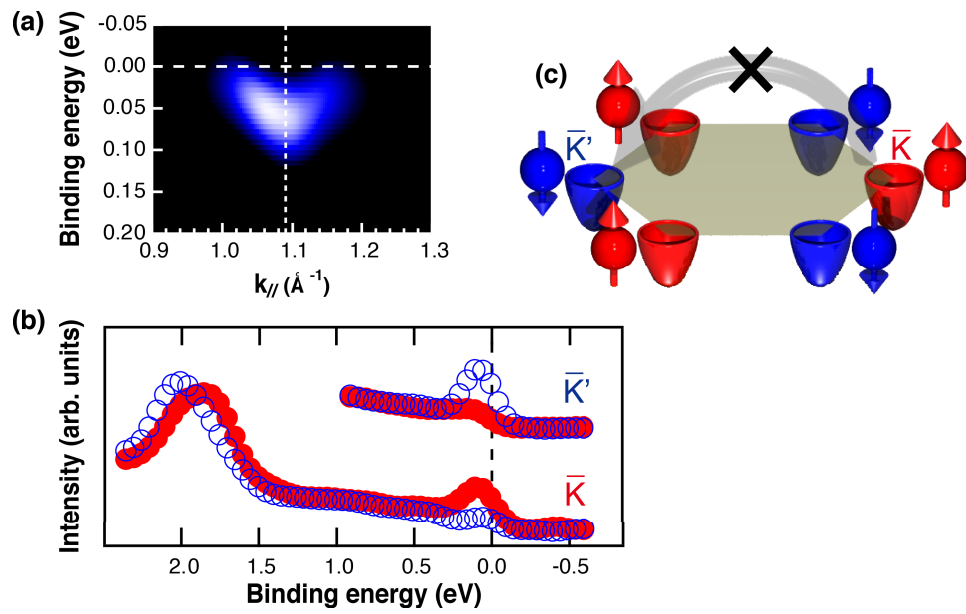 (a)
Binding energy (eV)
-0.05
0.00
0.05
0.10
0.15
0.20
0.9
1.0
1.1
1.2
1.3
k// (Å -1)
(c)
K̅'
K̅
(b)
Intensity (arb. units)
K̅'
K̅
2.0
1.5
1.0
0.5
0.0
-0.5
Binding energy (eV)